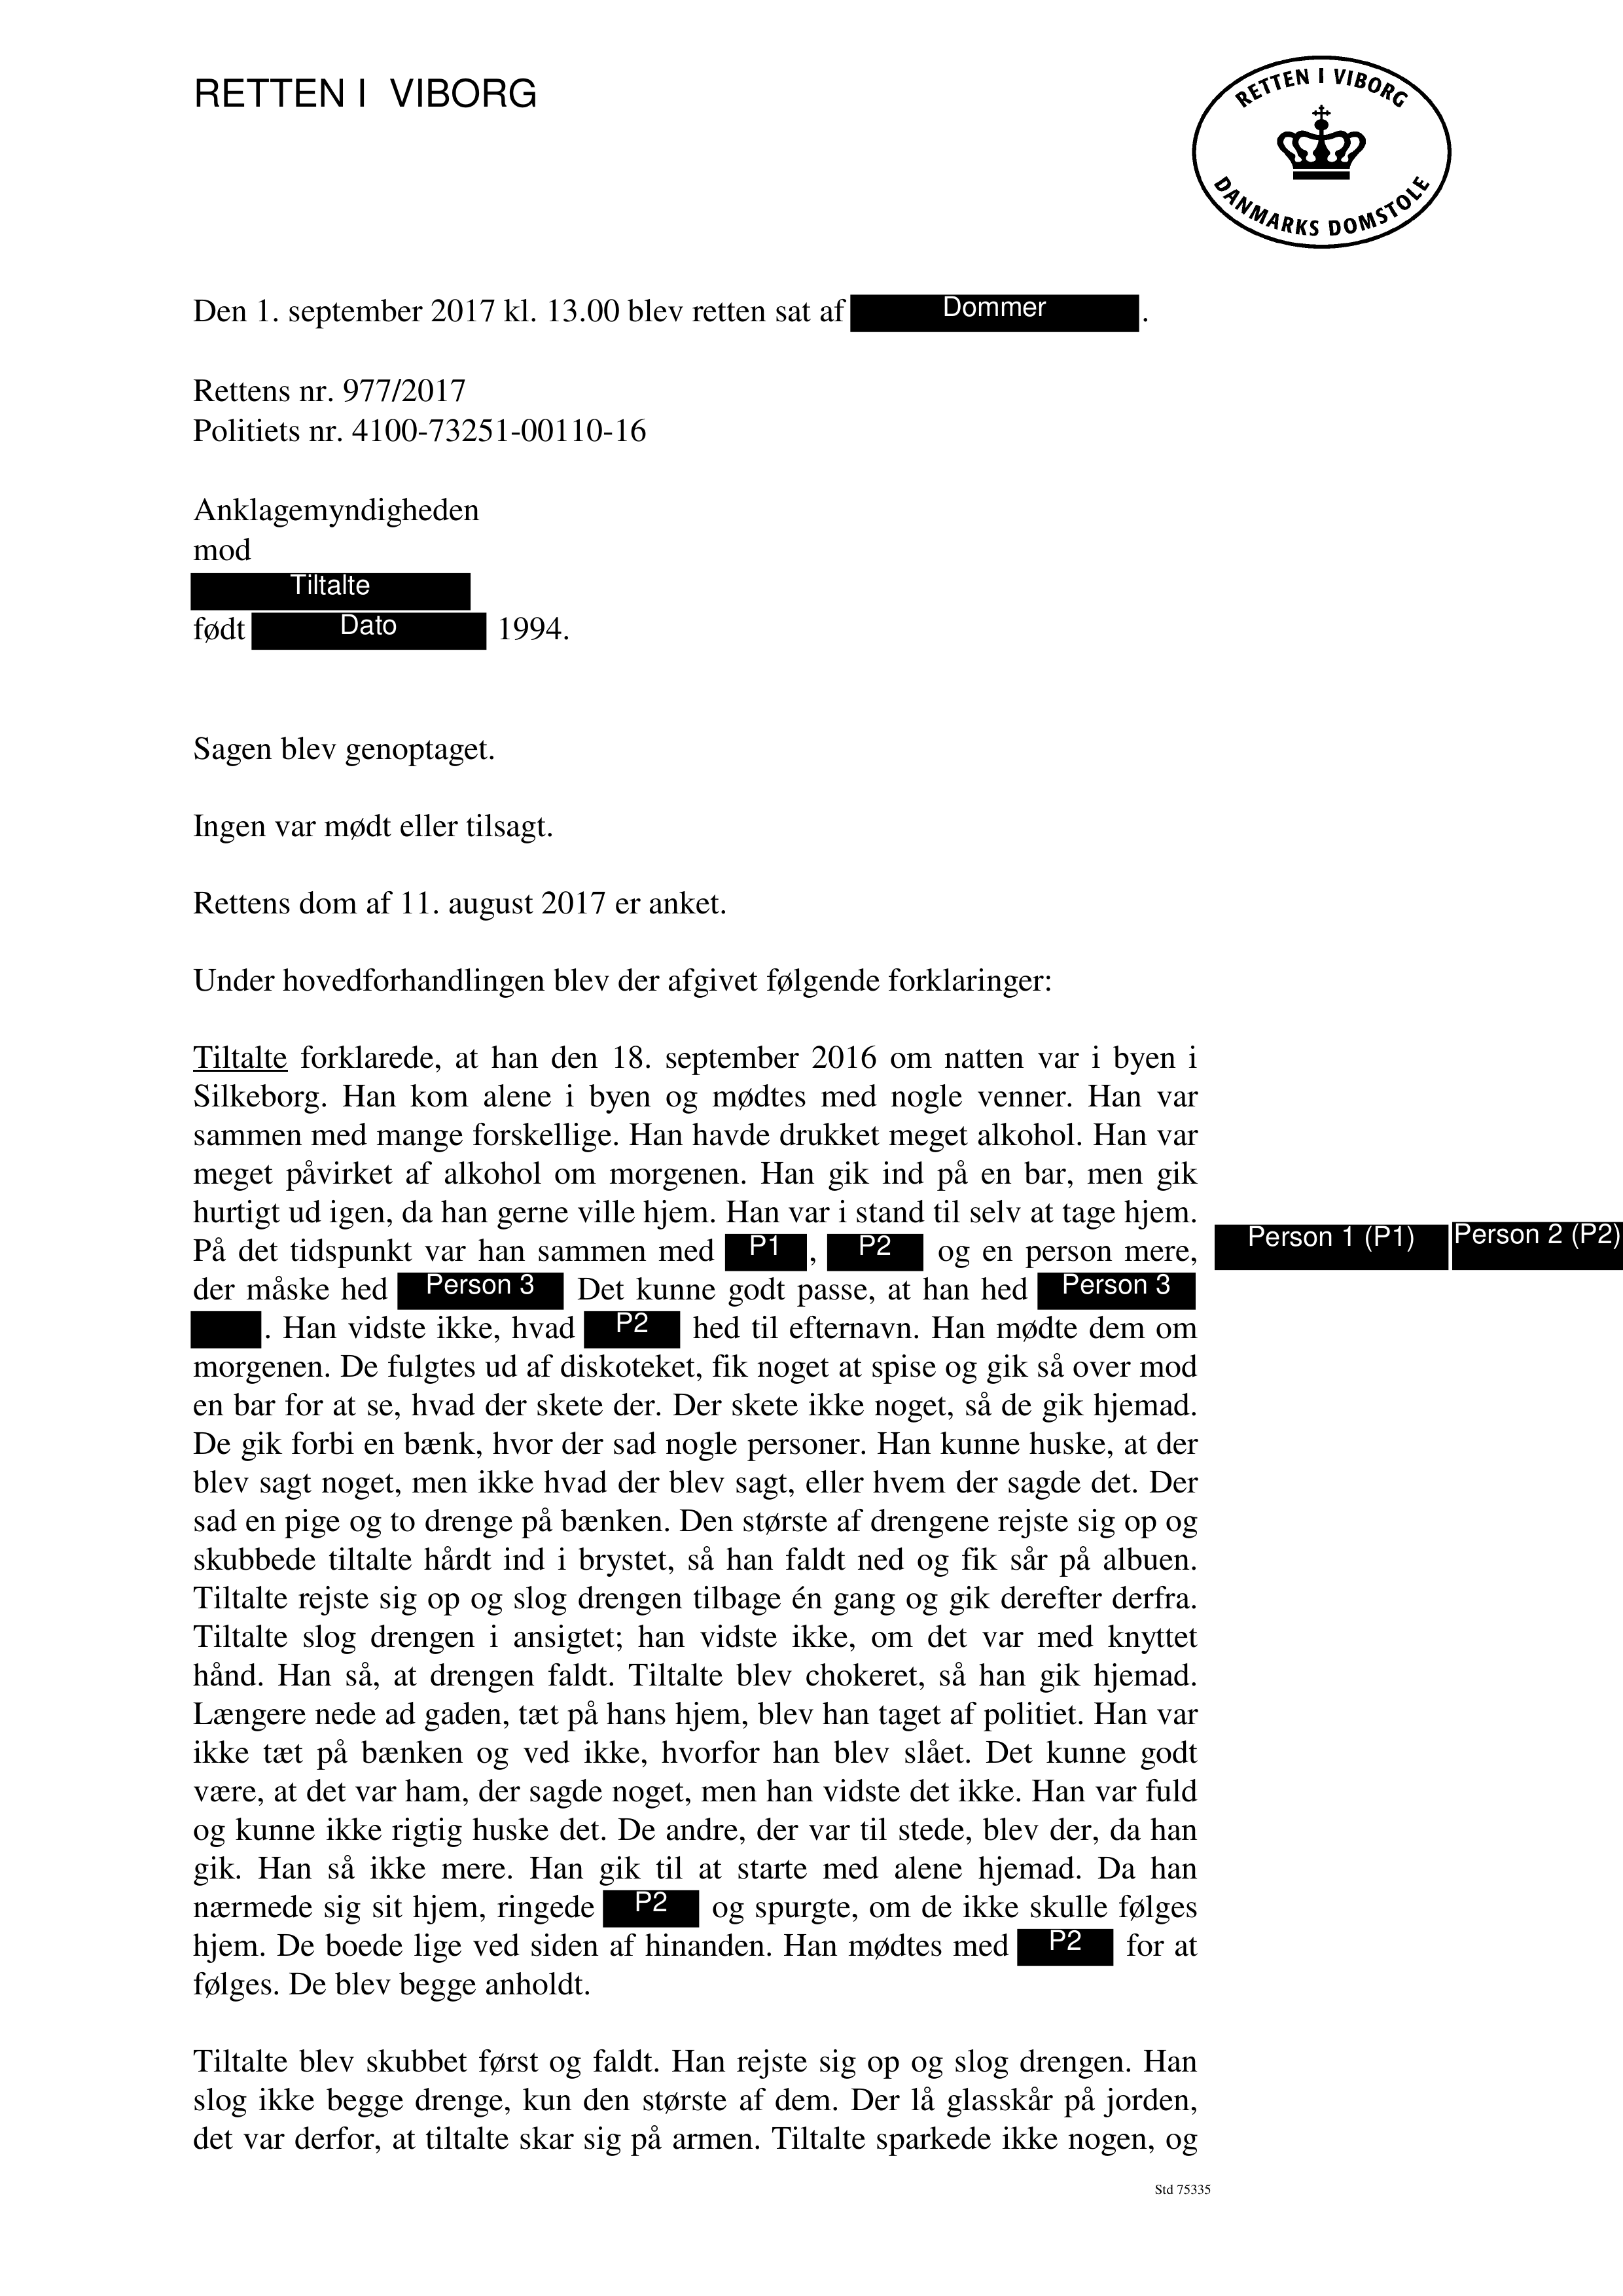 RETTEN I VIBORG
RETTEN I VIBORG
DANMARKS DOMSTOLE
Den 1. september 2017 kl. 13.00 blev retten sat af Dommer.
Rettens nr. 977/2017
Politiets nr. 4100-73251-00110-16
Anklagemyndigheden
mod
Tiltalte
født Dato 1994.
Sagen blev genoptaget.
Ingen var mødt eller tilsagt.
Rettens dom af 11. august 2017 er anket.
Under hovedforhandlingen blev der afgivet følgende forklaringer:
Tiltalte forklarede, at han den 18. september 2016 om natten var i byen i
Silkeborg. Han kom alene i byen og mødtes med nogle venner. Han var
sammen med mange forskellige. Han havde drukket meget alkohol. Han var
meget påvirket af alkohol om morgenen. Han gik ind på en bar, men gik
hurtigt ud igen, da han gerne ville hjem. Han var i stand til selv at tage hjem.
På det tidspunkt var han sammen med P1, P2 og en person mere, Person 1 (P1) Person 2 (P2)
der måske hed Person 3 Det kunne godt passe, at han hed Person 3
. Han vidste ikke, hvad P2 hed til efternavn. Han mødte dem om
morgenen. De fulgtes ud af diskoteket, fik noget at spise og gik så over mod
en bar for at se, hvad der skete der. Der skete ikke noget, så de gik hjemad.
De gik forbi en bænk, hvor der sad nogle personer. Han kunne huske, at der
blev sagt noget, men ikke hvad der blev sagt, eller hvem der sagde det. Der
sad en pige og to drenge på bænken. Den største af drengene rejste sig op og
skubbede tiltalte hårdt ind i brystet, så han faldt ned og fik sår på albuen.
Tiltalte rejste sig op og slog drengen tilbage én gang og gik derefter derfra.
Tiltalte slog drengen i ansigtet; han vidste ikke, om det var med knyttet
hånd. Han så, at drengen faldt. Tiltalte blev chokeret, så han gik hjemad.
Længere nede ad gaden, tæt på hans hjem, blev han taget af politiet. Han var
ikke tæt på bænken og ved ikke, hvorfor han blev slået. Det kunne godt
være, at det var ham, der sagde noget, men han vidste det ikke. Han var fuld
og kunne ikke rigtig huske det. De andre, der var til stede, blev der, da han
gik. Han så ikke mere. Han gik til at starte med alene hjemad. Da han
nærmede sig sit hjem, ringede P2 og spurgte, om de ikke skulle følges
hjem. De boede lige ved siden af hinanden. Han mødtes med P2 for at
følges. De blev begge anholdt.
Tiltalte blev skubbet først og faldt. Han rejste sig op og slog drengen. Han
slog ikke begge drenge, kun den største af dem. Der lå glasskår på jorden,
det var derfor, at tiltalte skar sig på armen. Tiltalte sparkede ikke nogen, og
Std 75335